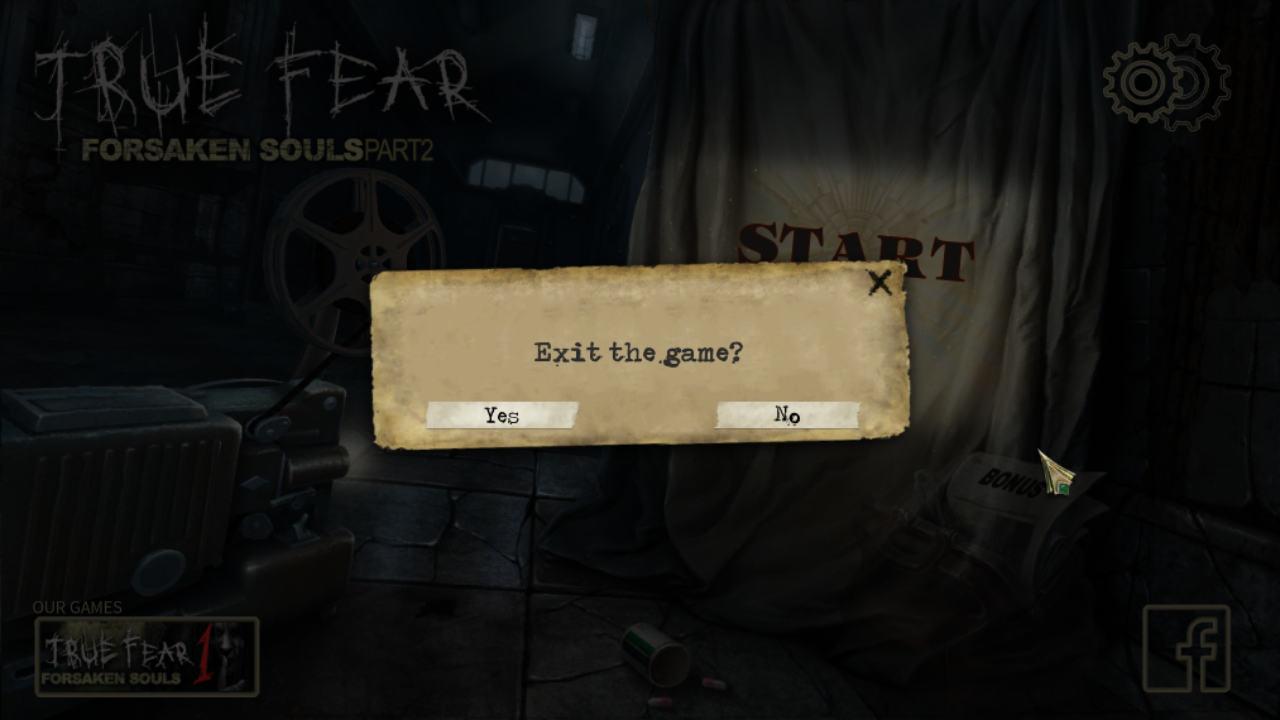 TRUE FEAR
FORSAKEN SOULS PART2
START
Exit the game?
Yes
No
BONUS
OUR GAMES
TRUE FEAR 1
FORSAKEN SOULS